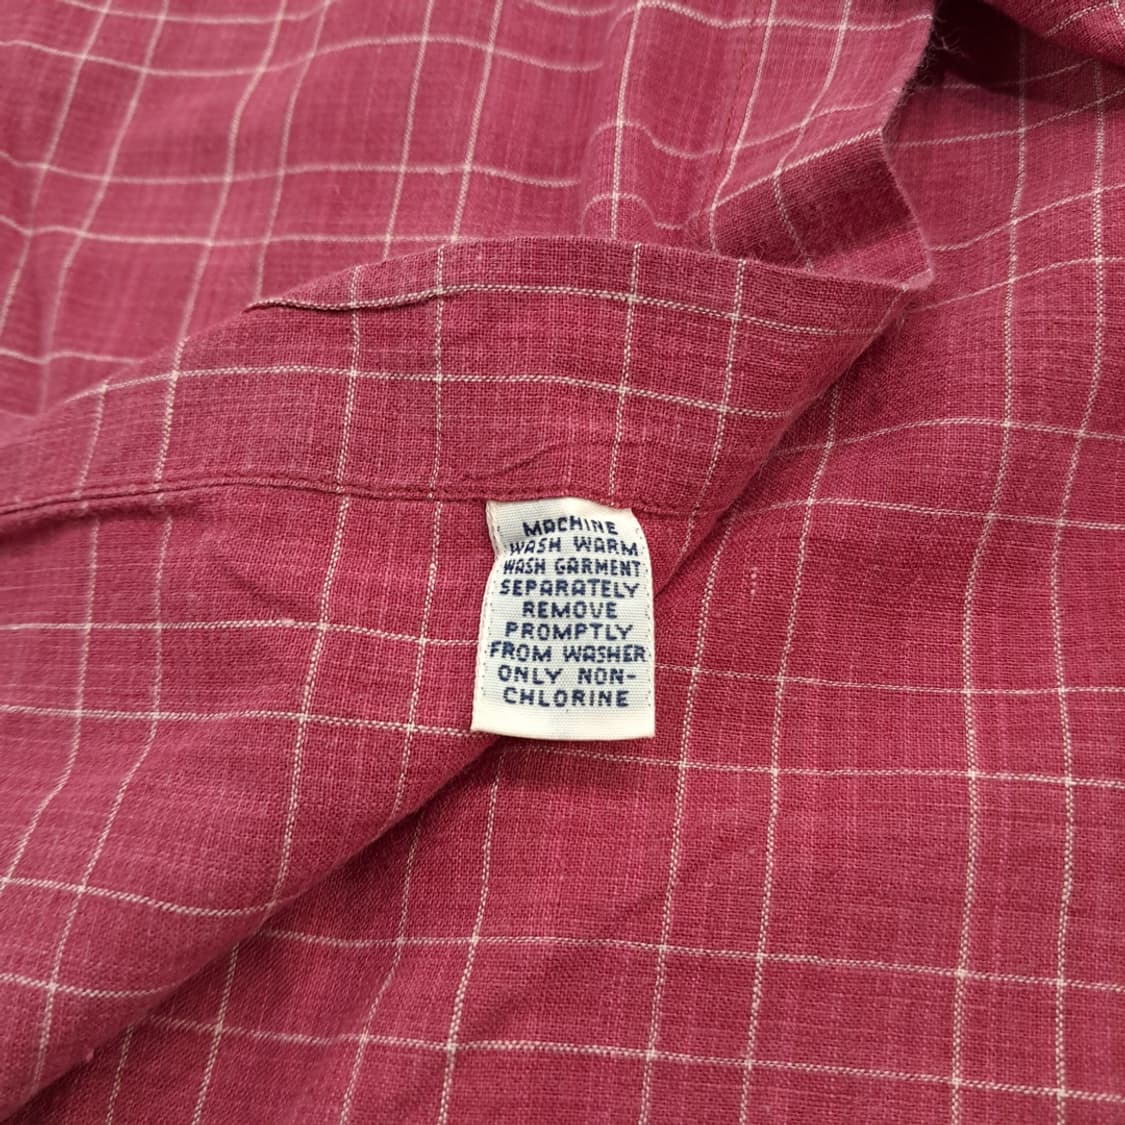 MACHINE
WASH WARM
WASH GARMENT
SEPARATELY
REMOVE
PROMPTLY
FROM WASHER
ONLY NON-
CHLORINE